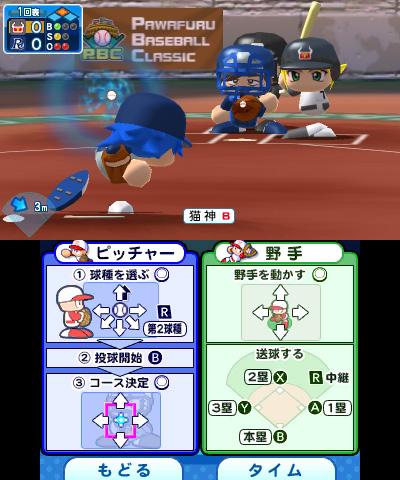 1回表
0 B
0 S
O
PBC
PAWAFURU
BASEBALL
CLASSIC
3m
猫神 B
ピッチャー
① 球種を選ぶ
R
第2球種
② 投球開始 B
③ コース決定
もどる
野手
野手を動かす
送球する
2塁 X
R 中継
3塁 Y
A 1塁
本塁 B
タイム